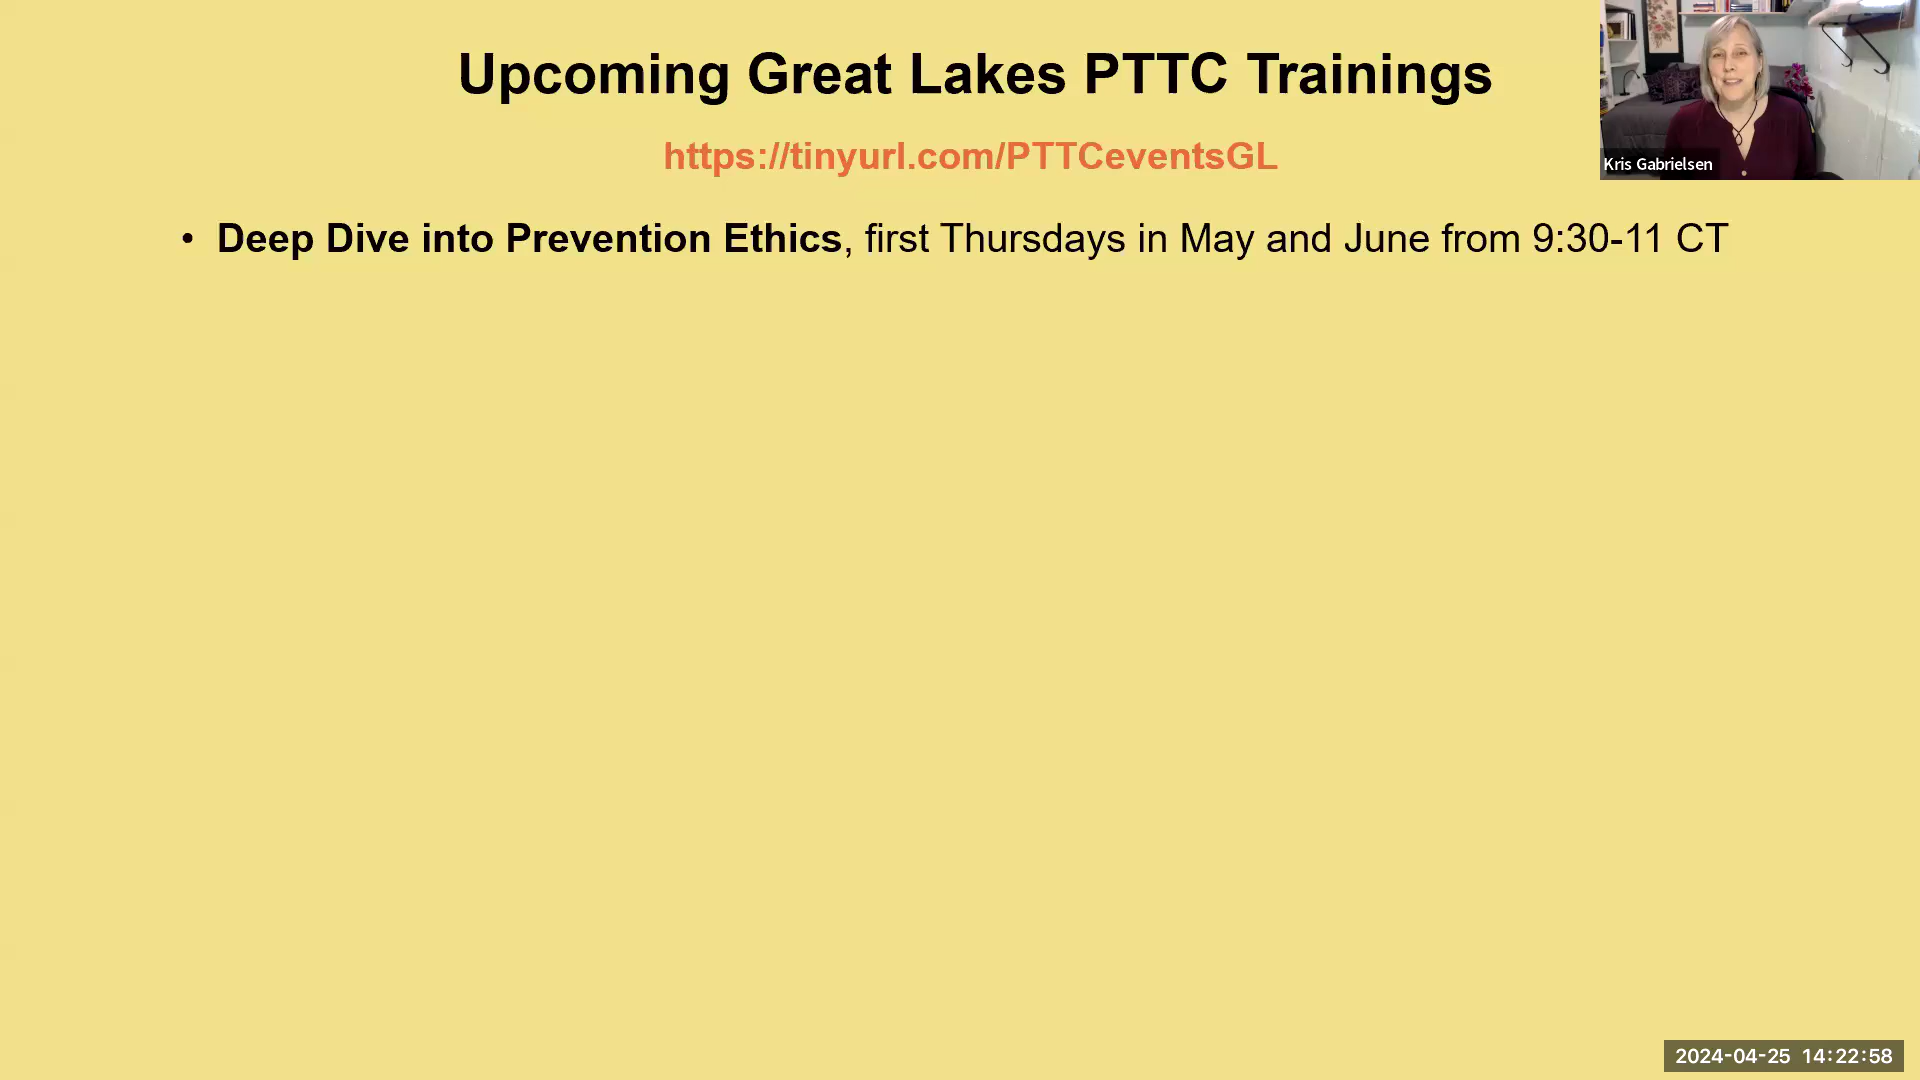 Upcoming Great Lakes PTTC Trainings
https://tinyurl.com/PTTCeventsGL
Kris Gabrielsen
• Deep Dive into Prevention Ethics, first Thursdays in May and June from 9:30-11 CT
2024-04-25 14:22:58